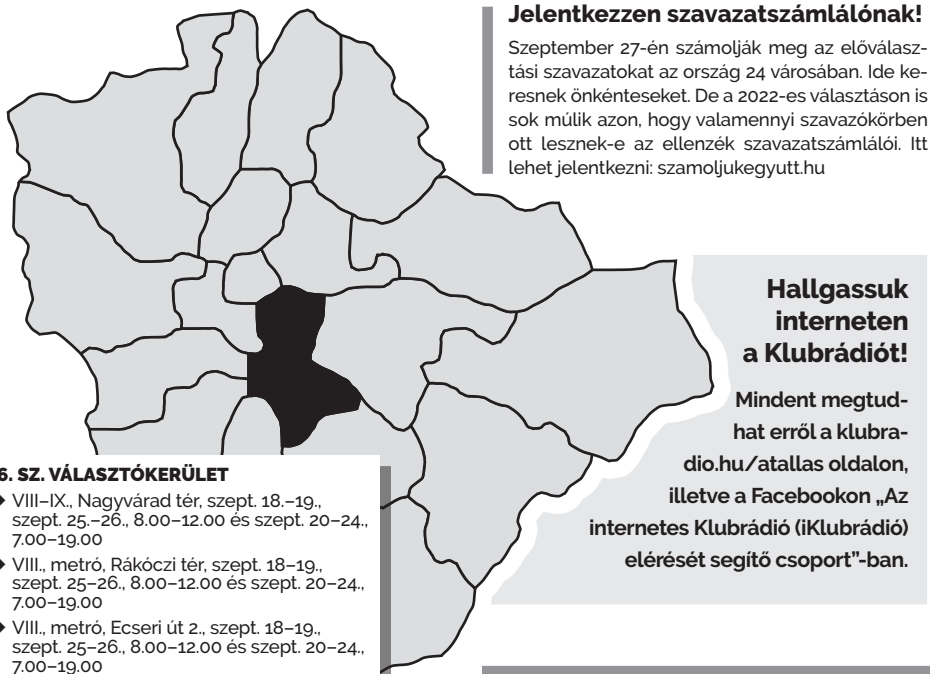 Jelentkezzen szavazatszámlálónak!
Szeptember 27-én számolják meg az előválasz-
tási szavazatokat az ország 24 városában. Ide ke-
resnek önkénteseket. De a 2022-es választáson is
sok múlik azon, hogy valamennyi szavazókörben
ott lesznek-e az ellenzék szavazatszámlálói. Itt
lehet jelentkezni: szamoljukegyutt.hu
Hallgassuk
interneten
a Klubrádiót!
Mindent megtud-
hat erről a klubra-
dio.hu/atallas oldalon,
illetve a Facebookon „Az
internetes Klubrádió (iKlubrádió)
elérését segítő csoport”-ban.
6. SZ. VÁLASZTÓKERÜLET
VIII–IX., Nagyvárad tér, szept. 18.–19.,
szept. 25.–26., 8.00–12.00 és szept. 20–24.,
7.00–19.00
VIII., metró, Rákóczi tér, szept. 18–19.,
szept. 25–26., 8.00–12.00 és szept. 20–24.,
7.00–19.00
VIII., metró, Ecseri út 2., szept. 18–19.,
szept. 25–26., 8.00–12.00 és szept. 20–24.,
7.00–19.00